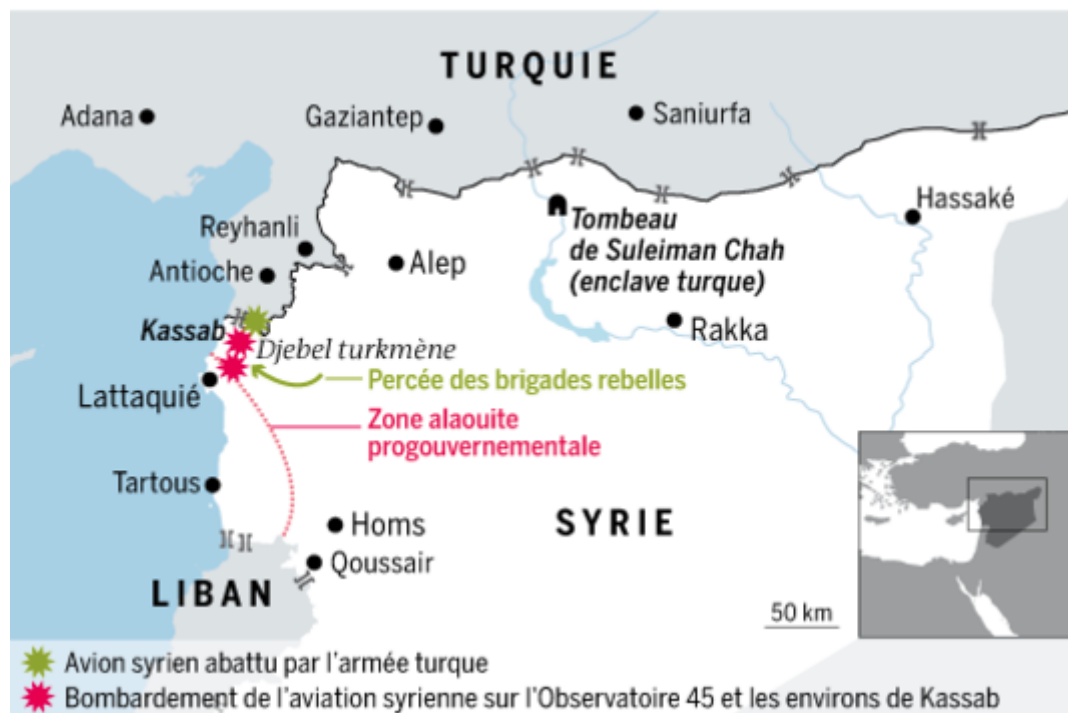 TURQUIE
Adana
Gaziantep
Saniurfa
Hassaké
Reyhanli
Tombeau
de Suleiman Chah
(enclave turque)
Antioche
Alep
Kassab
Rakka
Djebel turkmène
Percée des brigades rebelles
Lattaquié
Zone alaouite
progouvernementale
Tartous
Homs
SYRIE
Qoussair
LIBAN
50 km
Avion syrien abattu par l'armée turque
Bombardement de l'aviation syrienne sur l'Observatoire 45 et les environs de Kassab